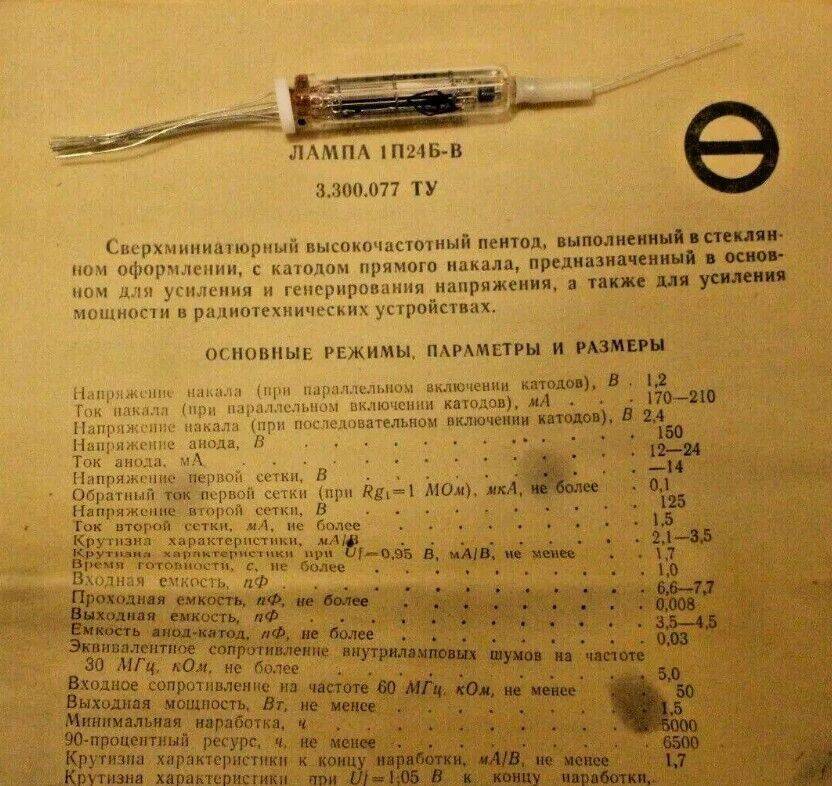 ЛАМПА 1П24Б-В
3.300.077 ТУ
Сверхминиатюрный высокочастотный пентод, выполненный в стеклян-
ном оформлении, с катодом прямого накала, предназначенный в основ-
ном для усиления и генерирования напряжения, а также для усиления
мощности в радиотехнических устройствах.
ОСНОВНЫЕ РЕЖИМЫ, ПАРАМЕТРЫ И РАЗМЕРЫ
Напряжение накала (при параллельном включении катодов), В . 1,2
Ток накала (при параллельном включении катодов), мА . . . 170—210
Напряжение накала (при последовательном включении катодов), В 2,4
Напряжение анода, В . . . . . . . . . . . . 150
Ток анода, мА . . . . . . . . . . . . 12—24
Напряжение первой сетки, В . . . . . . . . . . —14
Обратный ток первой сетки (при Rg₁=1 МОм), мкА, не более . 0,1
Напряжение второй сетки, В . . . . . . . . . . 125
Ток второй сетки, мА, не более . . . . . . . . . 1,5
Крутизна характеристики, мА/В . . . . . . . . . 2,1—3,5
Крутизна характеристики при Uf=0,95 В, мА/В, не менее . . 1,7
Время готовности, с, не более . . . . . . . . . 1,0
Входная емкость, пФ . . . . . . . . . . . . 6,6—7,7
Проходная емкость, пФ, не более . . . . . . . . 0,008
Выходная емкость, пФ . . . . . . . . . . . 3,5—4,5
Емкость анод-катод, пФ, не более . . . . . . . . 0,03
Эквивалентное сопротивление внутриламповых шумов на частоте
30 МГц, кОм, не более . . . . . . . . . . 5,0
Входное сопротивление на частоте 60 МГц, кОм, не менее . . 50
Выходная мощность, Вт, не менее . . . . . . . . 1,5
Минимальная наработка, ч . . . . . . . . . . 5000
90-процентный ресурс, ч, не менее . . . . . . . . 6500
Крутизна характеристики к концу наработки, мА/В, не менее 1,7
Крутизна характеристики при Uf=1,05 В к концу наработки,